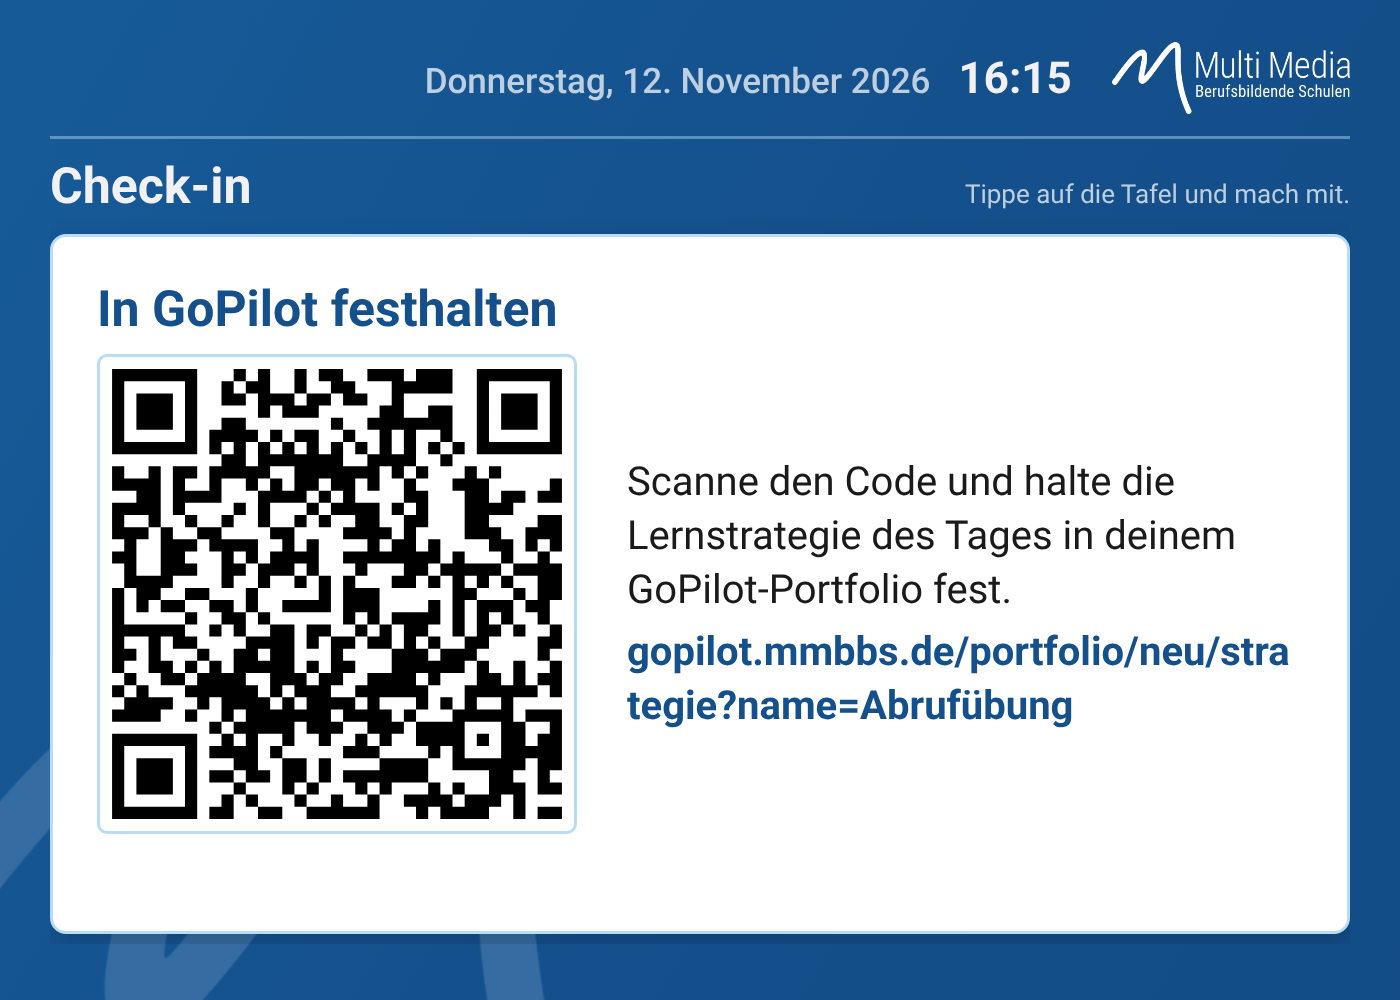 Donnerstag, 12. November 2026 16:15
Multi Media
Berufsbildende Schulen
Check-in
Tippe auf die Tafel und mach mit.
In GoPilot festhalten
Scanne den Code und halte die
Lernstrategie des Tages in deinem
GoPilot-Portfolio fest.
gopilot.mmbbs.de/portfolio/neu/stra
tegie?name=Abrufübung